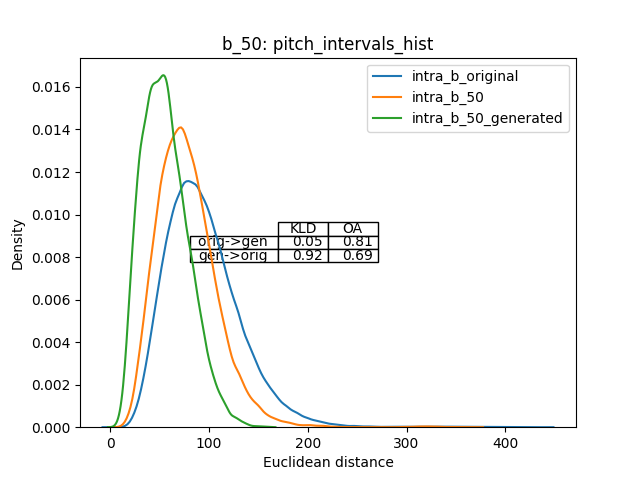 b_50: pitch_intervals_hist
intra_b_original
intra_b_50
intra_b_50_generated
KLD OA
orig->gen 0.05 0.81
gen->orig 0.92 0.69
Density
0.016
0.014
0.012
0.010
0.008
0.006
0.004
0.002
0.000
0 100 200 300 400
Euclidean distance